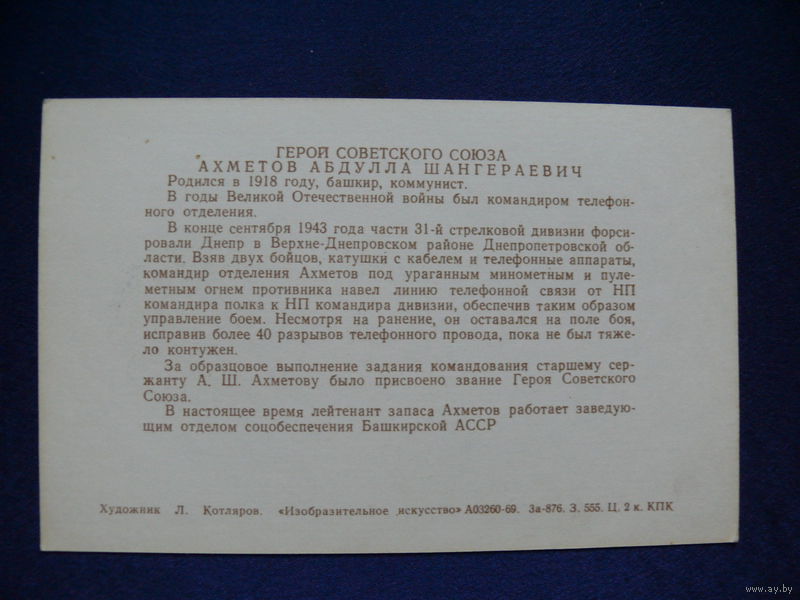 ГЕРОЙ СОВЕТСКОГО СОЮЗА
АХМЕТОВ АБДУЛЛА ШАНГЕРАЕВИЧ
Родился в 1918 году, башкир, коммунист.
В годы Великой Отечественной войны был командиром телефон-
ного отделения.
В конце сентября 1943 года части 31-й стрелковой дивизии форси-
ровали Днепр в Верхне-Днепровском районе Днепропетровской об-
ласти. Взяв двух бойцов, катушки с кабелем и телефонные аппараты,
командир отделения Ахметов под ураганным минометным и пуле-
метным огнем противника навел линию телефонной связи от НП
командира полка к НП командира дивизии, обеспечив таким образом
управление боем. Несмотря на ранение, он оставался на поле боя,
исправив более 40 разрывов телефонного провода, пока не был тяже-
ло контужен.
За образцовое выполнение задания командования старшему сер-
жанту А. Ш. Ахметову было присвоено звание Героя Советского
Союза.
В настоящее время лейтенант запаса Ахметов работает заведую-
щим отделом соцобеспечения Башкирской АССР
Художник Л. Котляров. «Изобразительное искусство» А03260-69. За-876. З. 555. Ц. 2 к. КПК
www.ay.by